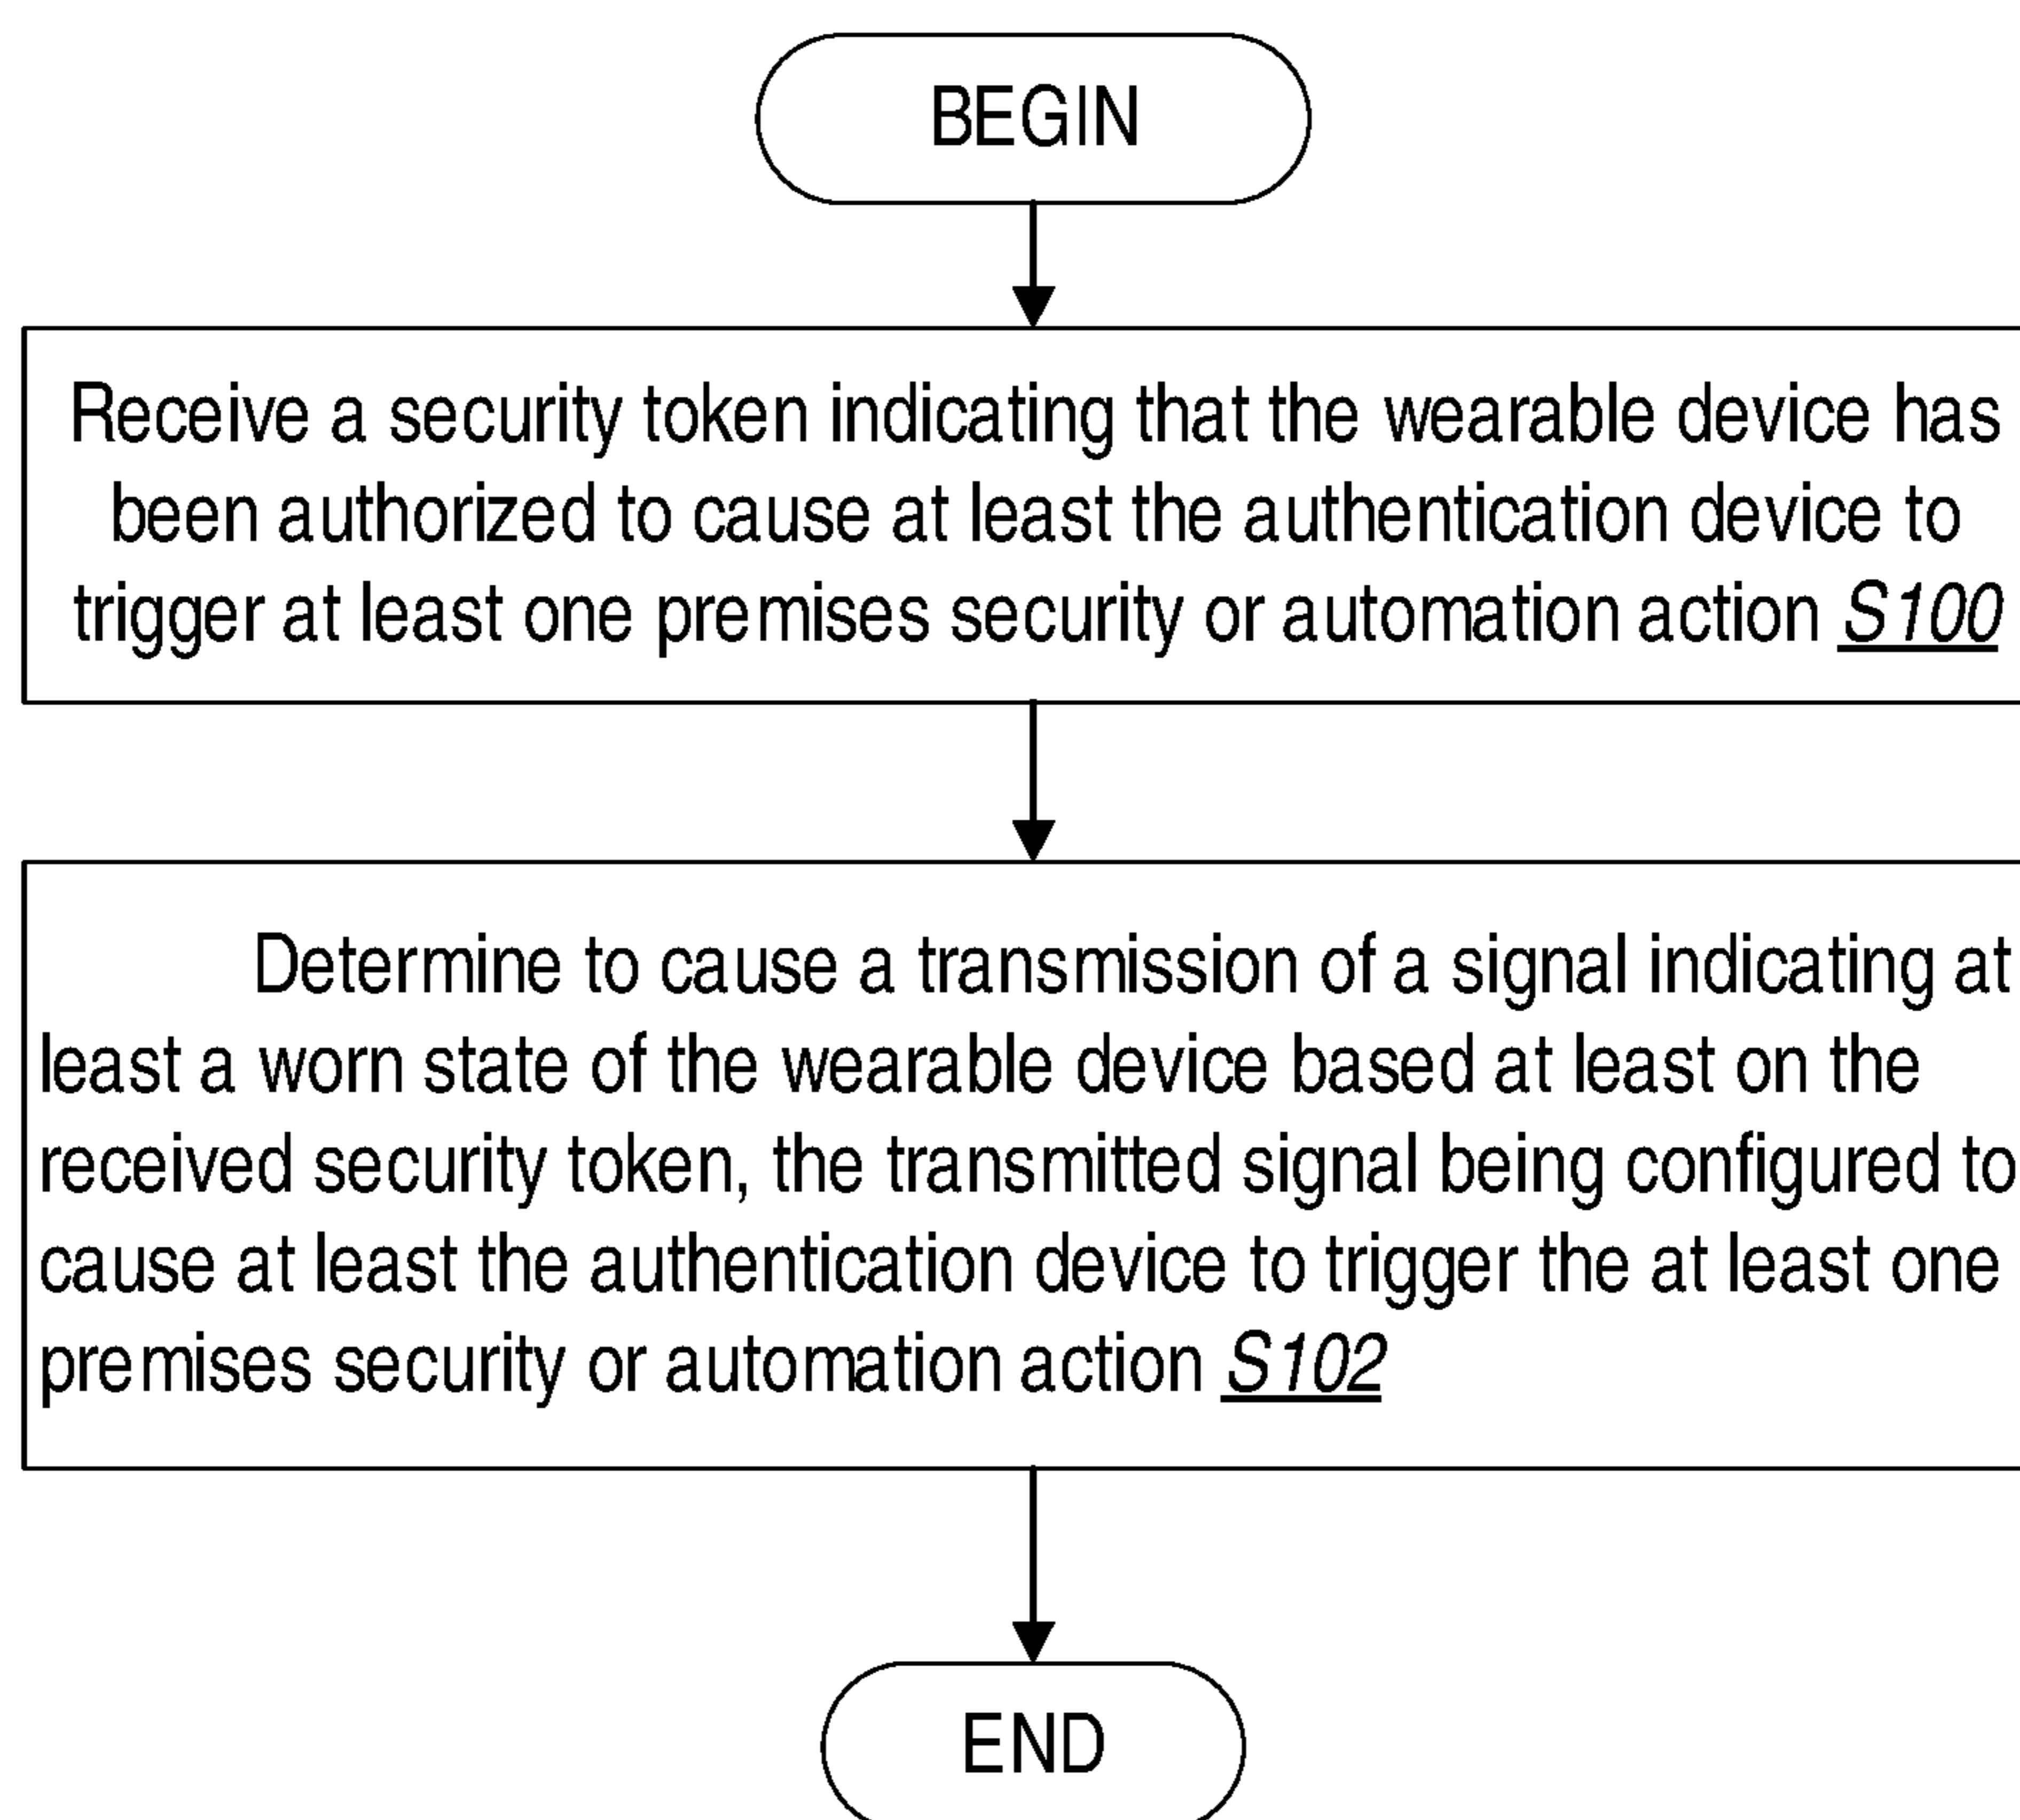 BEGIN
Receive a security token indicating that the wearable device has
been authorized to cause at least the authentication device to
trigger at least one premises security or automation action S100
Determine to cause a transmission of a signal indicating at
least a worn state of the wearable device based at least on the
received security token, the transmitted signal being configured to
cause at least the authentication device to trigger the at least one
premises security or automation action S102
END